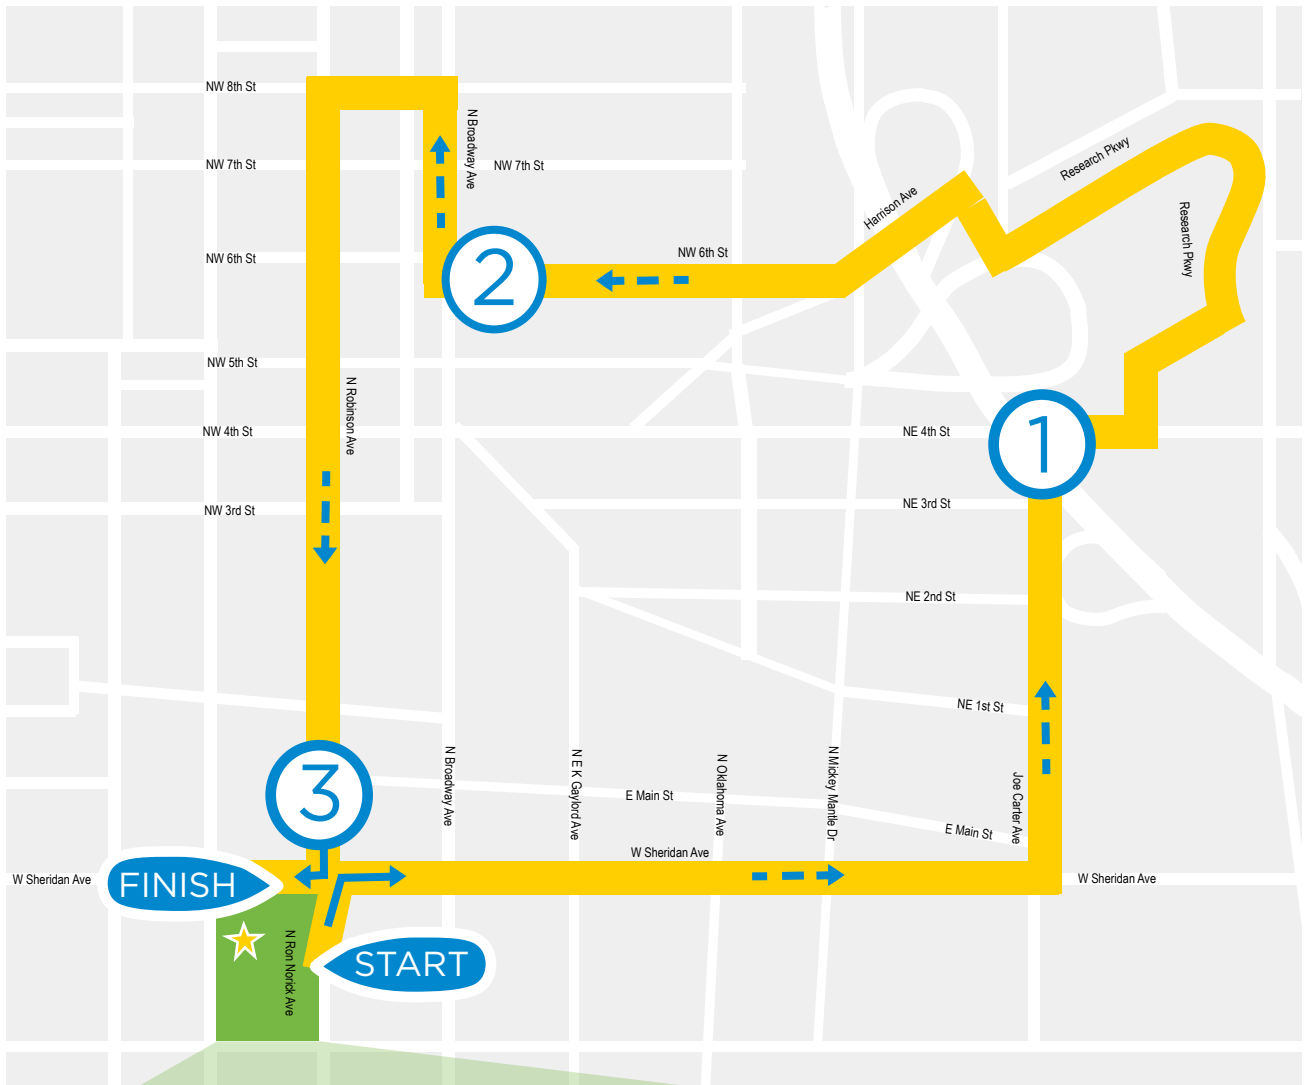 NW 8th St
N Broadway Ave
NW 7th St
NW 7th St
Research Pkwy
Harrison Ave
Research Pkwy
NW 6th St
NW 6th St
2
NW 5th St
N Robinson Ave
NW 4th St
NE 4th St
1
NW 3rd St
NE 3rd St
NE 2nd St
NE 1st St
N Broadway Ave
N E K Gaylord Ave
N Oklahoma Ave
N Mickey Mantle Dr
Joe Carter Ave
3
E Main St
E Main St
W Sheridan Ave
W Sheridan Ave
FINISH
W Sheridan Ave
N Ron Norick Ave
START